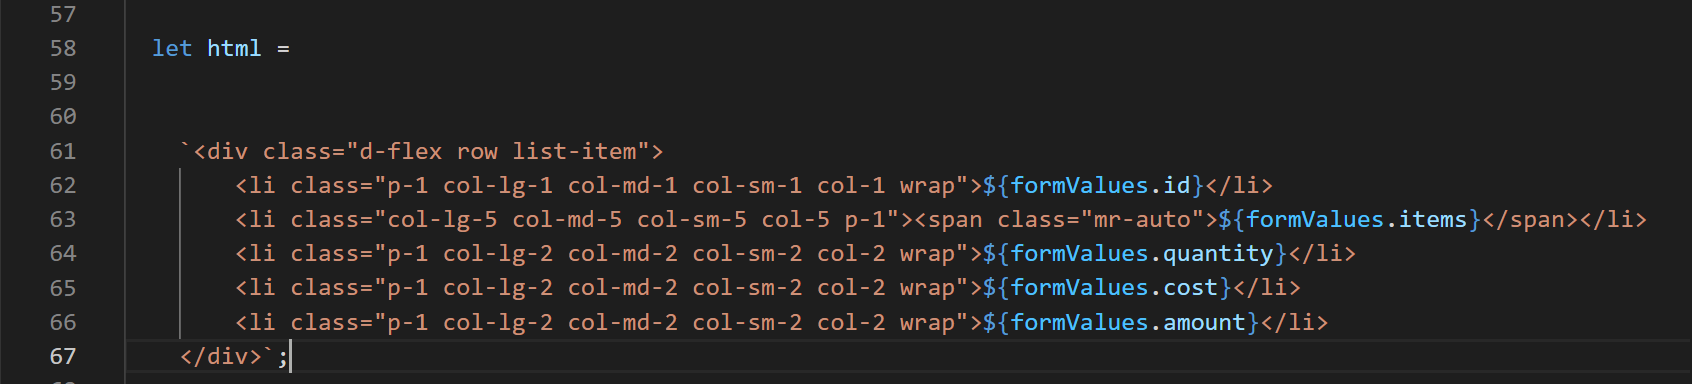 57
58 let html =
59
60
61 `<div class="d-flex row list-item">
62 <li class="p-1 col-lg-1 col-md-1 col-sm-1 col-1 wrap">${formValues.id}</li>
63 <li class="col-lg-5 col-md-5 col-sm-5 col-5 p-1"><span class="mr-auto">${formValues.items}</span></li>
64 <li class="p-1 col-lg-2 col-md-2 col-sm-2 col-2 wrap">${formValues.quantity}</li>
65 <li class="p-1 col-lg-2 col-md-2 col-sm-2 col-2 wrap">${formValues.cost}</li>
66 <li class="p-1 col-lg-2 col-md-2 col-sm-2 col-2 wrap">${formValues.amount}</li>
67 </div>`;